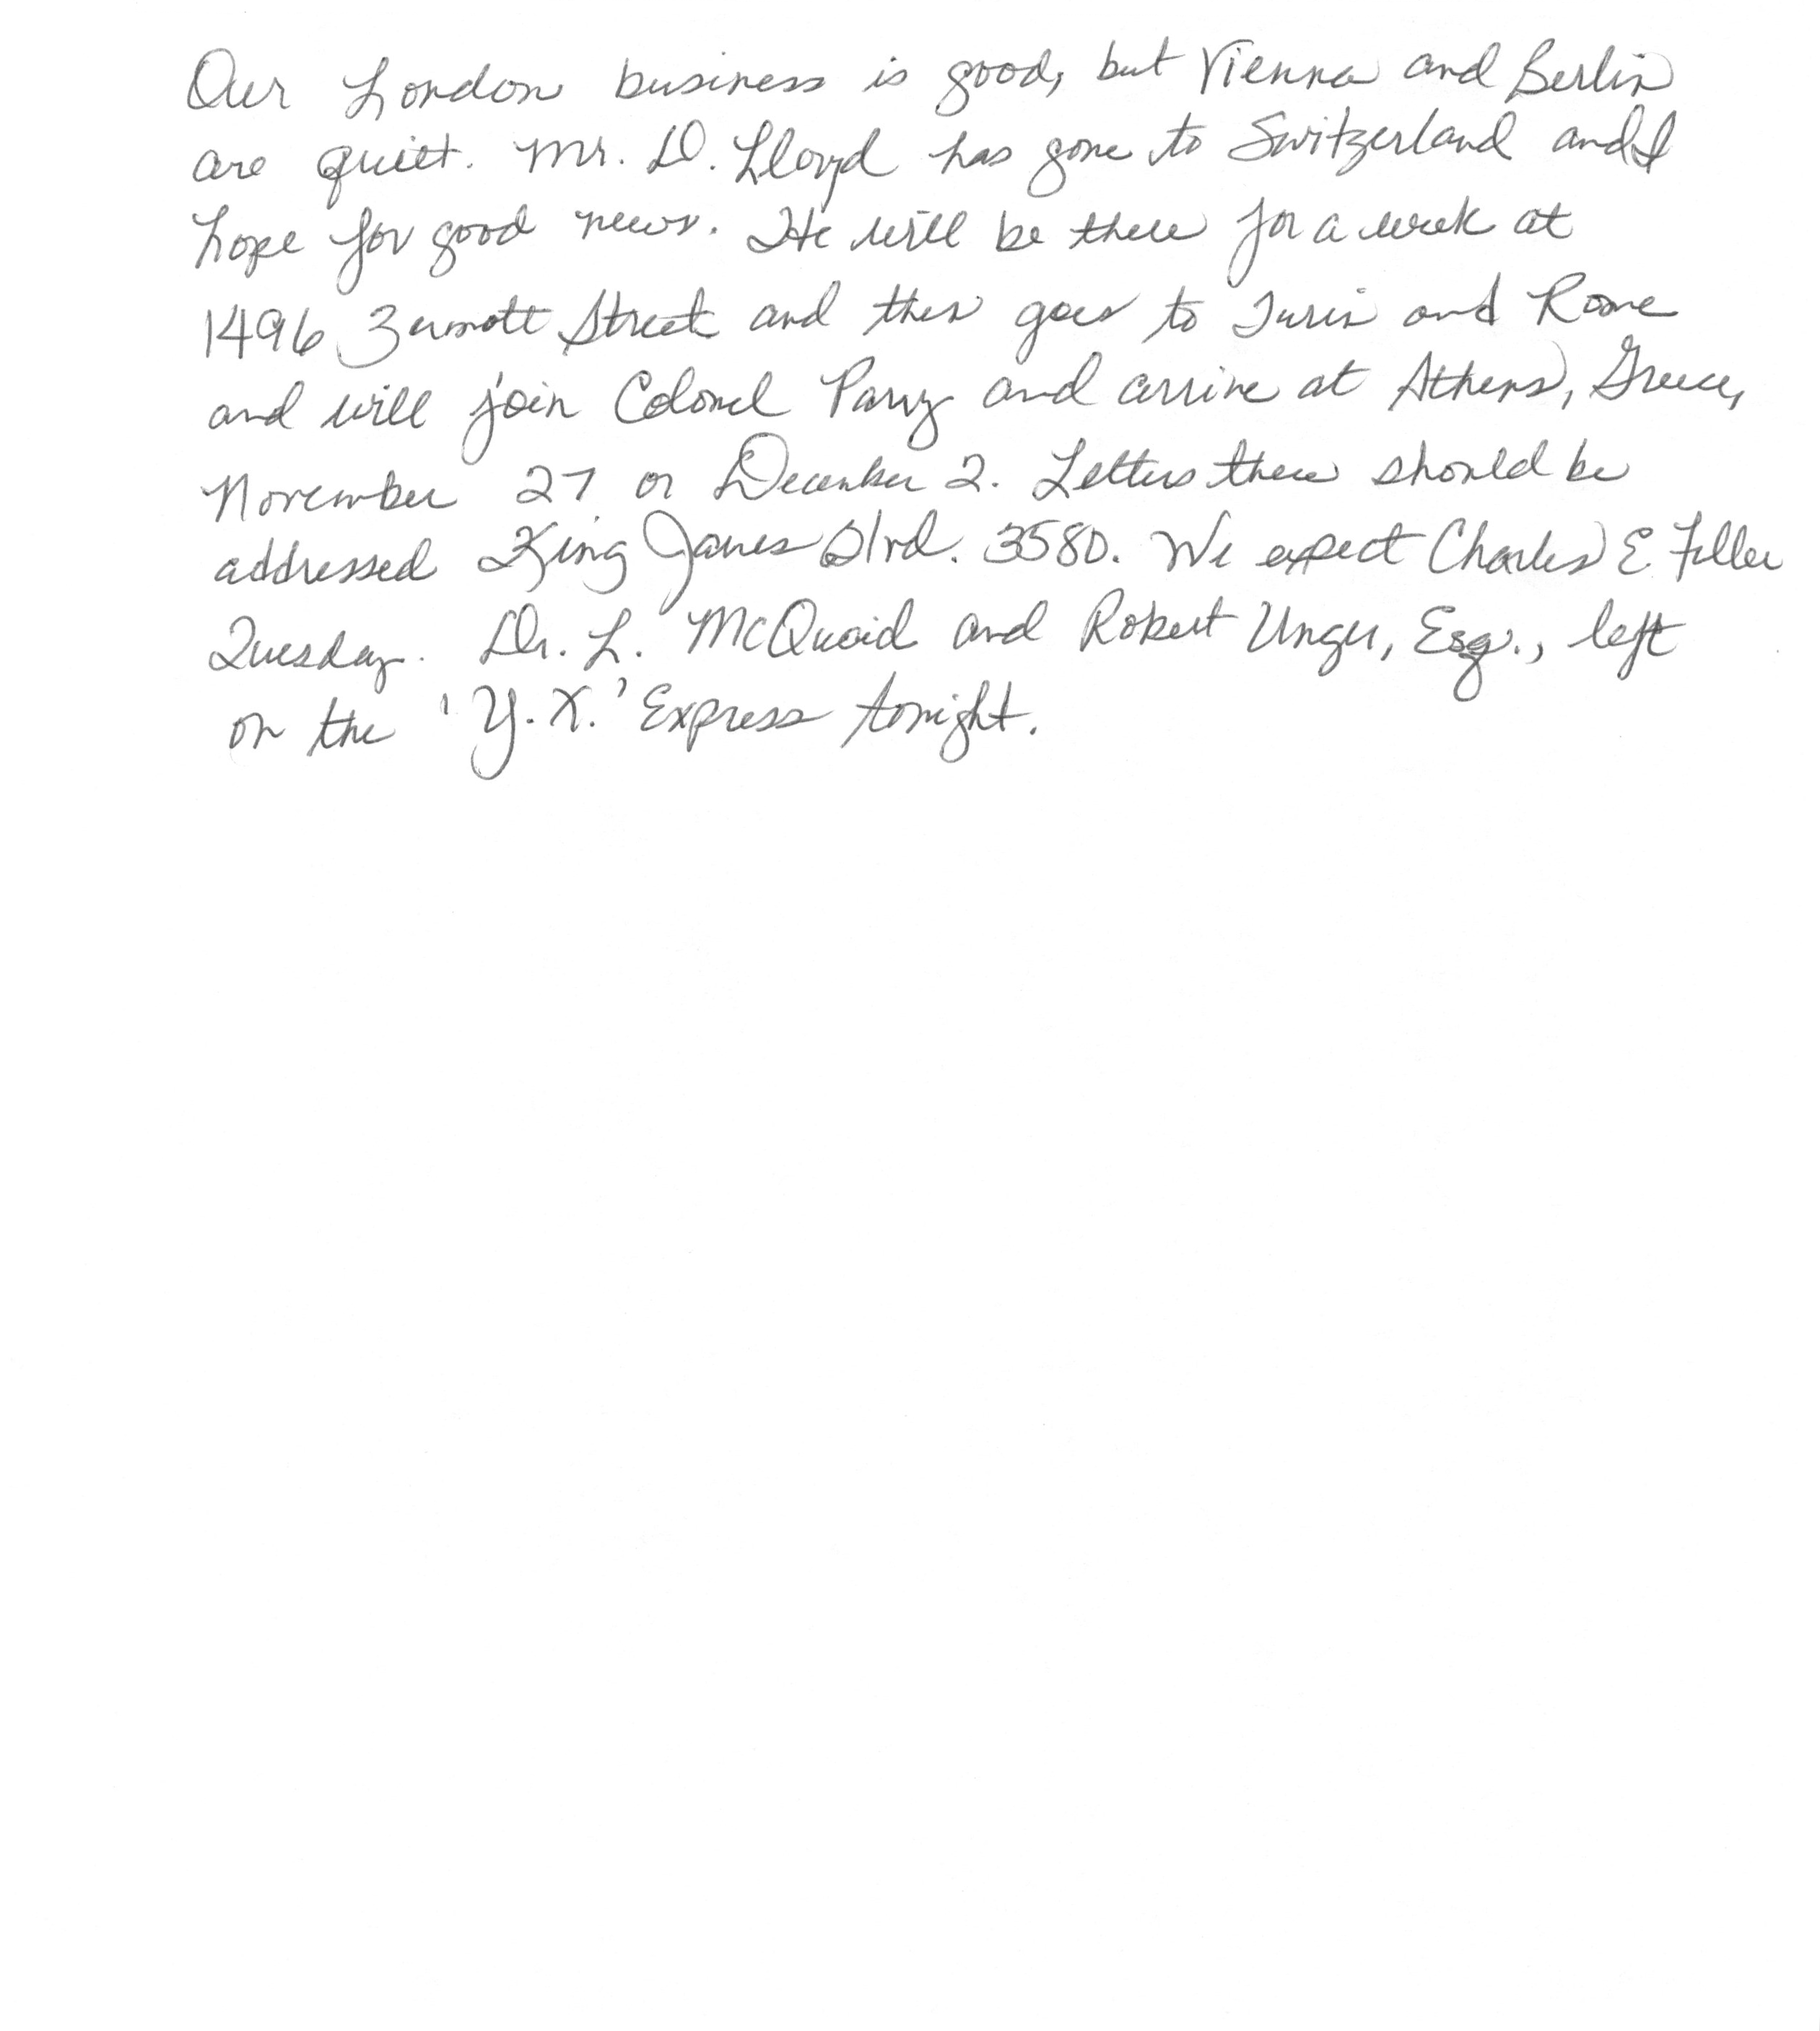 Our London business is good, but Vienna and Berlin
are quiet. Mr. D. Lloyd has gone to Switzerland and I
hope for good news. He will be there for a week at
1496 Zermott Street and then goes to Turin and Rome
and will join Colonel Parry and arrive at Athens, Greece,
November 27 or December 2. Letters there should be
addressed King James Blvd. 3580. We expect Charles E. Fuller
Tuesday. Dr. L. McQuaid and Robert Unger, Esq., left
on the 'Y.X.' Express tonight.